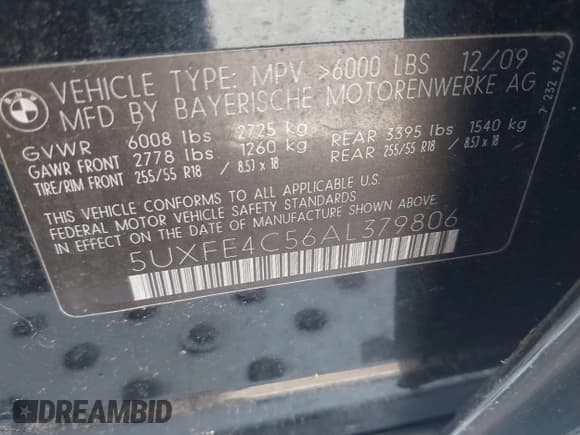 BMW
VEHICLE TYPE: MPV >6000 LBS 12/09
MFD BY BAYERISCHE MOTORENWERKE AG
7 232 476
GVWR 6008 lbs 2725 kg
GAWR FRONT 2778 lbs 1260 kg REAR 3395 lbs 1540 kg
TIRE/RIM FRONT 255/55 R18 / 8.5J x 18 REAR 255/55 R18 / 8.5J x 18
THIS VEHICLE CONFORMS TO ALL APPLICABLE U.S.
FEDERAL MOTOR VEHICLE SAFETY STANDARDS
IN EFFECT ON THE DATE OF MANUFACTURE SHOWN ABOVE.
5UXFE4C56AL379806
DREAMBID